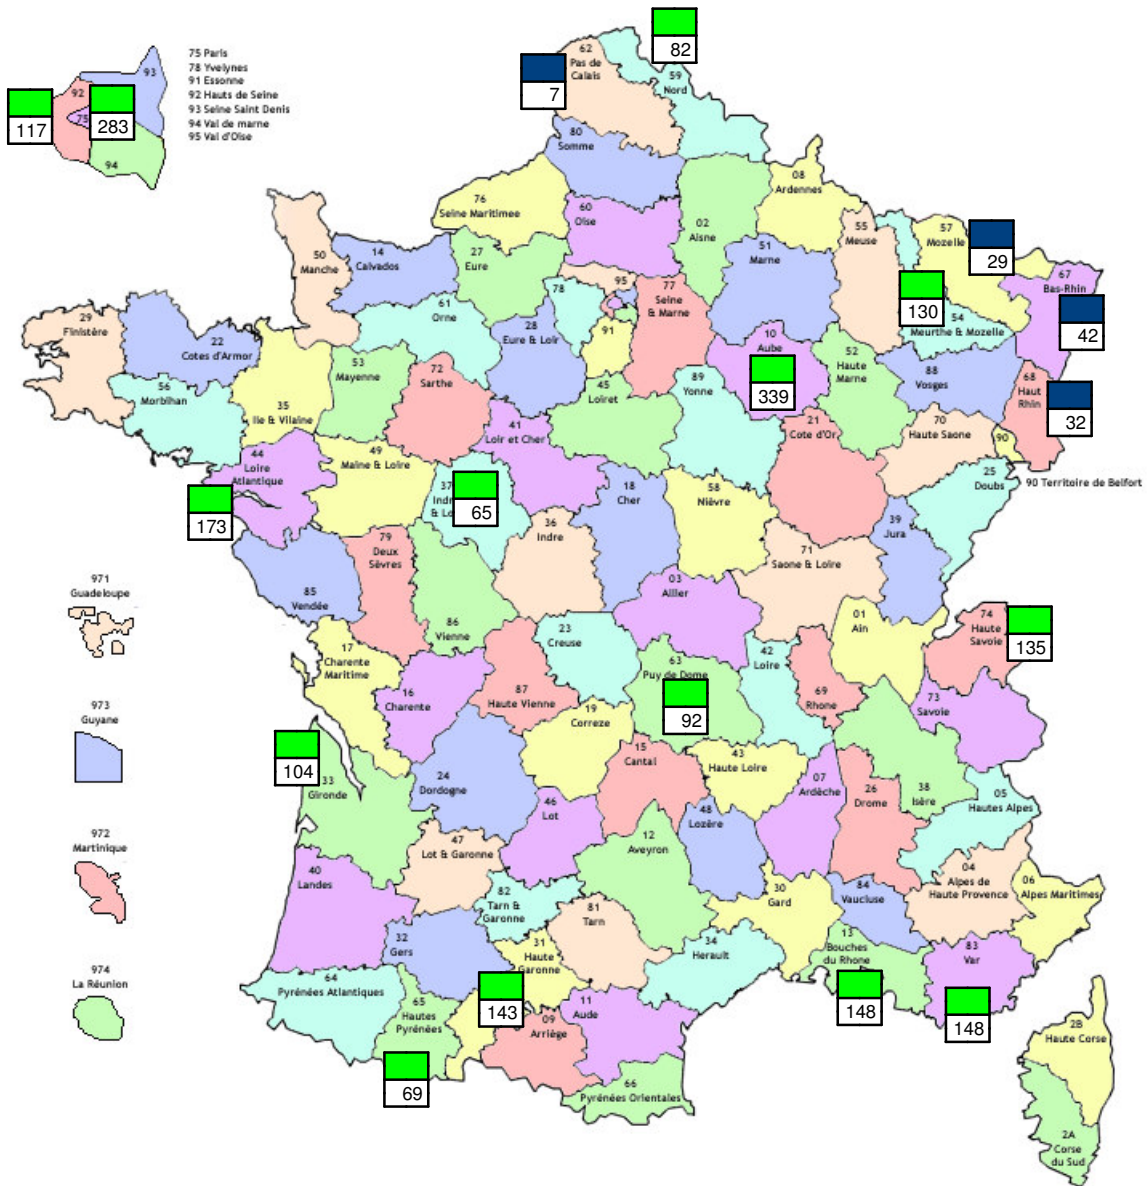 82
62
Pas de
Calais
7
59
Nord
75 Paris
78 Yvelynes
91 Essonne
92 Hauts de Seine
93 Seine Saint Denis
94 Val de marne
95 Val d'Oise
93
92
75
117
283
94
80
Somme
08
Ardennes
76
Seine Maritimee
60
Oise
02
Aisne
55
Meuse
57
Mozelle
29
50
Manche
14
Calvados
27
Eure
51
Marne
67
Bas-Rhin
95
78
77
Seine
& Marne
130
42
61
Orne
54
Meurthe & Mozelle
29
Finistère
22
Cotes d'Armor
28
Eure & Loir
91
10
Aube
339
52
Haute
Marne
88
Vosges
53
Mayenne
72
Sarthe
45
Loiret
89
Yonne
68
Haut
Rhin
32
56
Morbihan
35
Ile & Vilaine
41
Loir et Cher
21
Cote d'Or
70
Haute Saone
90
44
Loire
Atlantique
49
Maine & Loire
25
Doubs
90 Territoire de Belfort
173
37
65
18
Cher
58
Nièvre
36
Indre
39
Jura
79
Deux
Sèvres
71
Saone & Loire
971
Guadeloupe
85
Vendée
86
Vienne
03
Allier
01
Ain
74
Haute
Savoie
135
23
Creuse
42
Loire
17
Charente
Maritime
63
Puy de Dome
92
16
Charente
87
Haute Vienne
69
Rhone
73
Savoie
973
Guyane
19
Correze
104
33
Gironde
24
Dordogne
15
Cantal
43
Haute Loire
07
Ardèche
26
Drome
38
Isère
05
Hautes Alpes
46
Lot
48
Lozère
972
Martinique
47
Lot & Garonne
12
Aveyron
40
Landes
82
Tarn &
Garonne
81
Tarn
30
Gard
84
Vaucluse
04
Alpes de
Haute Provence
06
Alpes Maritimes
32
Gers
31
Haute
Garonne
34
Herault
13
Bouches
du Rhone
83
Var
974
La Réunion
64
Pyrénées Atlantiques
65
Hautes
Pyrénées
143
11
Aude
148
148
09
Arriège
69
66
Pyrénées Orientales
2B
Haute Corse
2A
Corse
du Sud